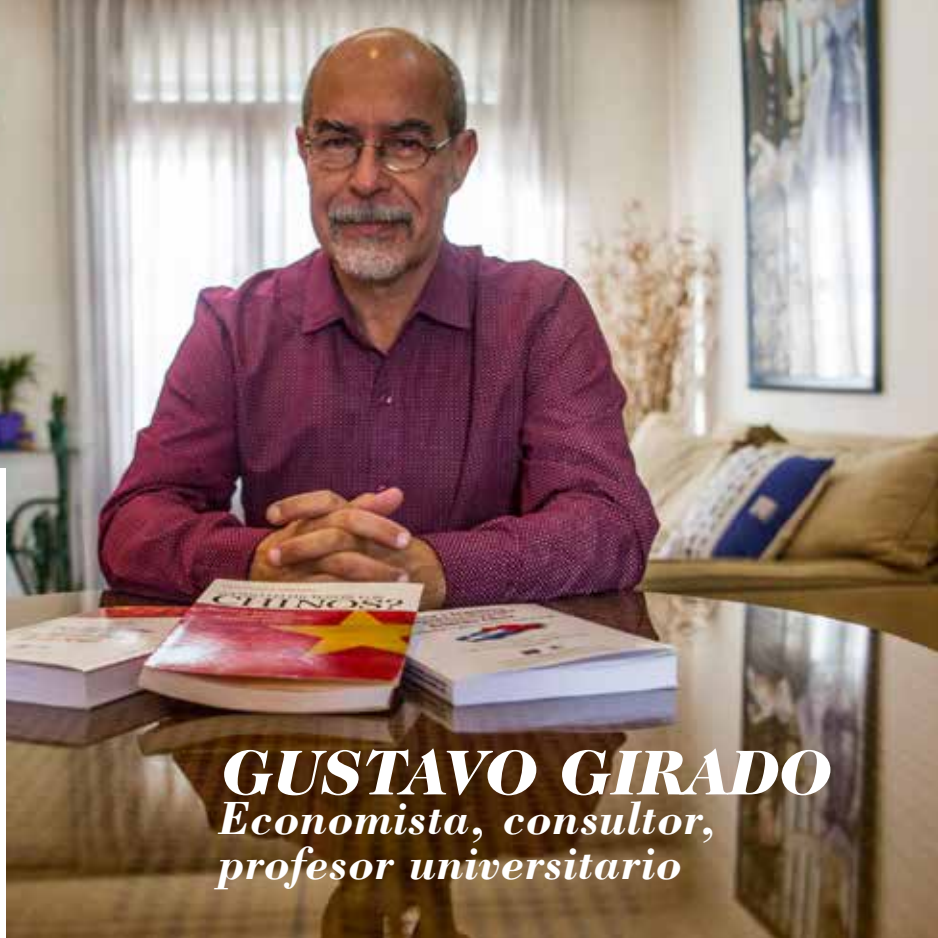 CHINOS?
GUSTAVO GIRADO
Economista, consultor,
profesor universitario